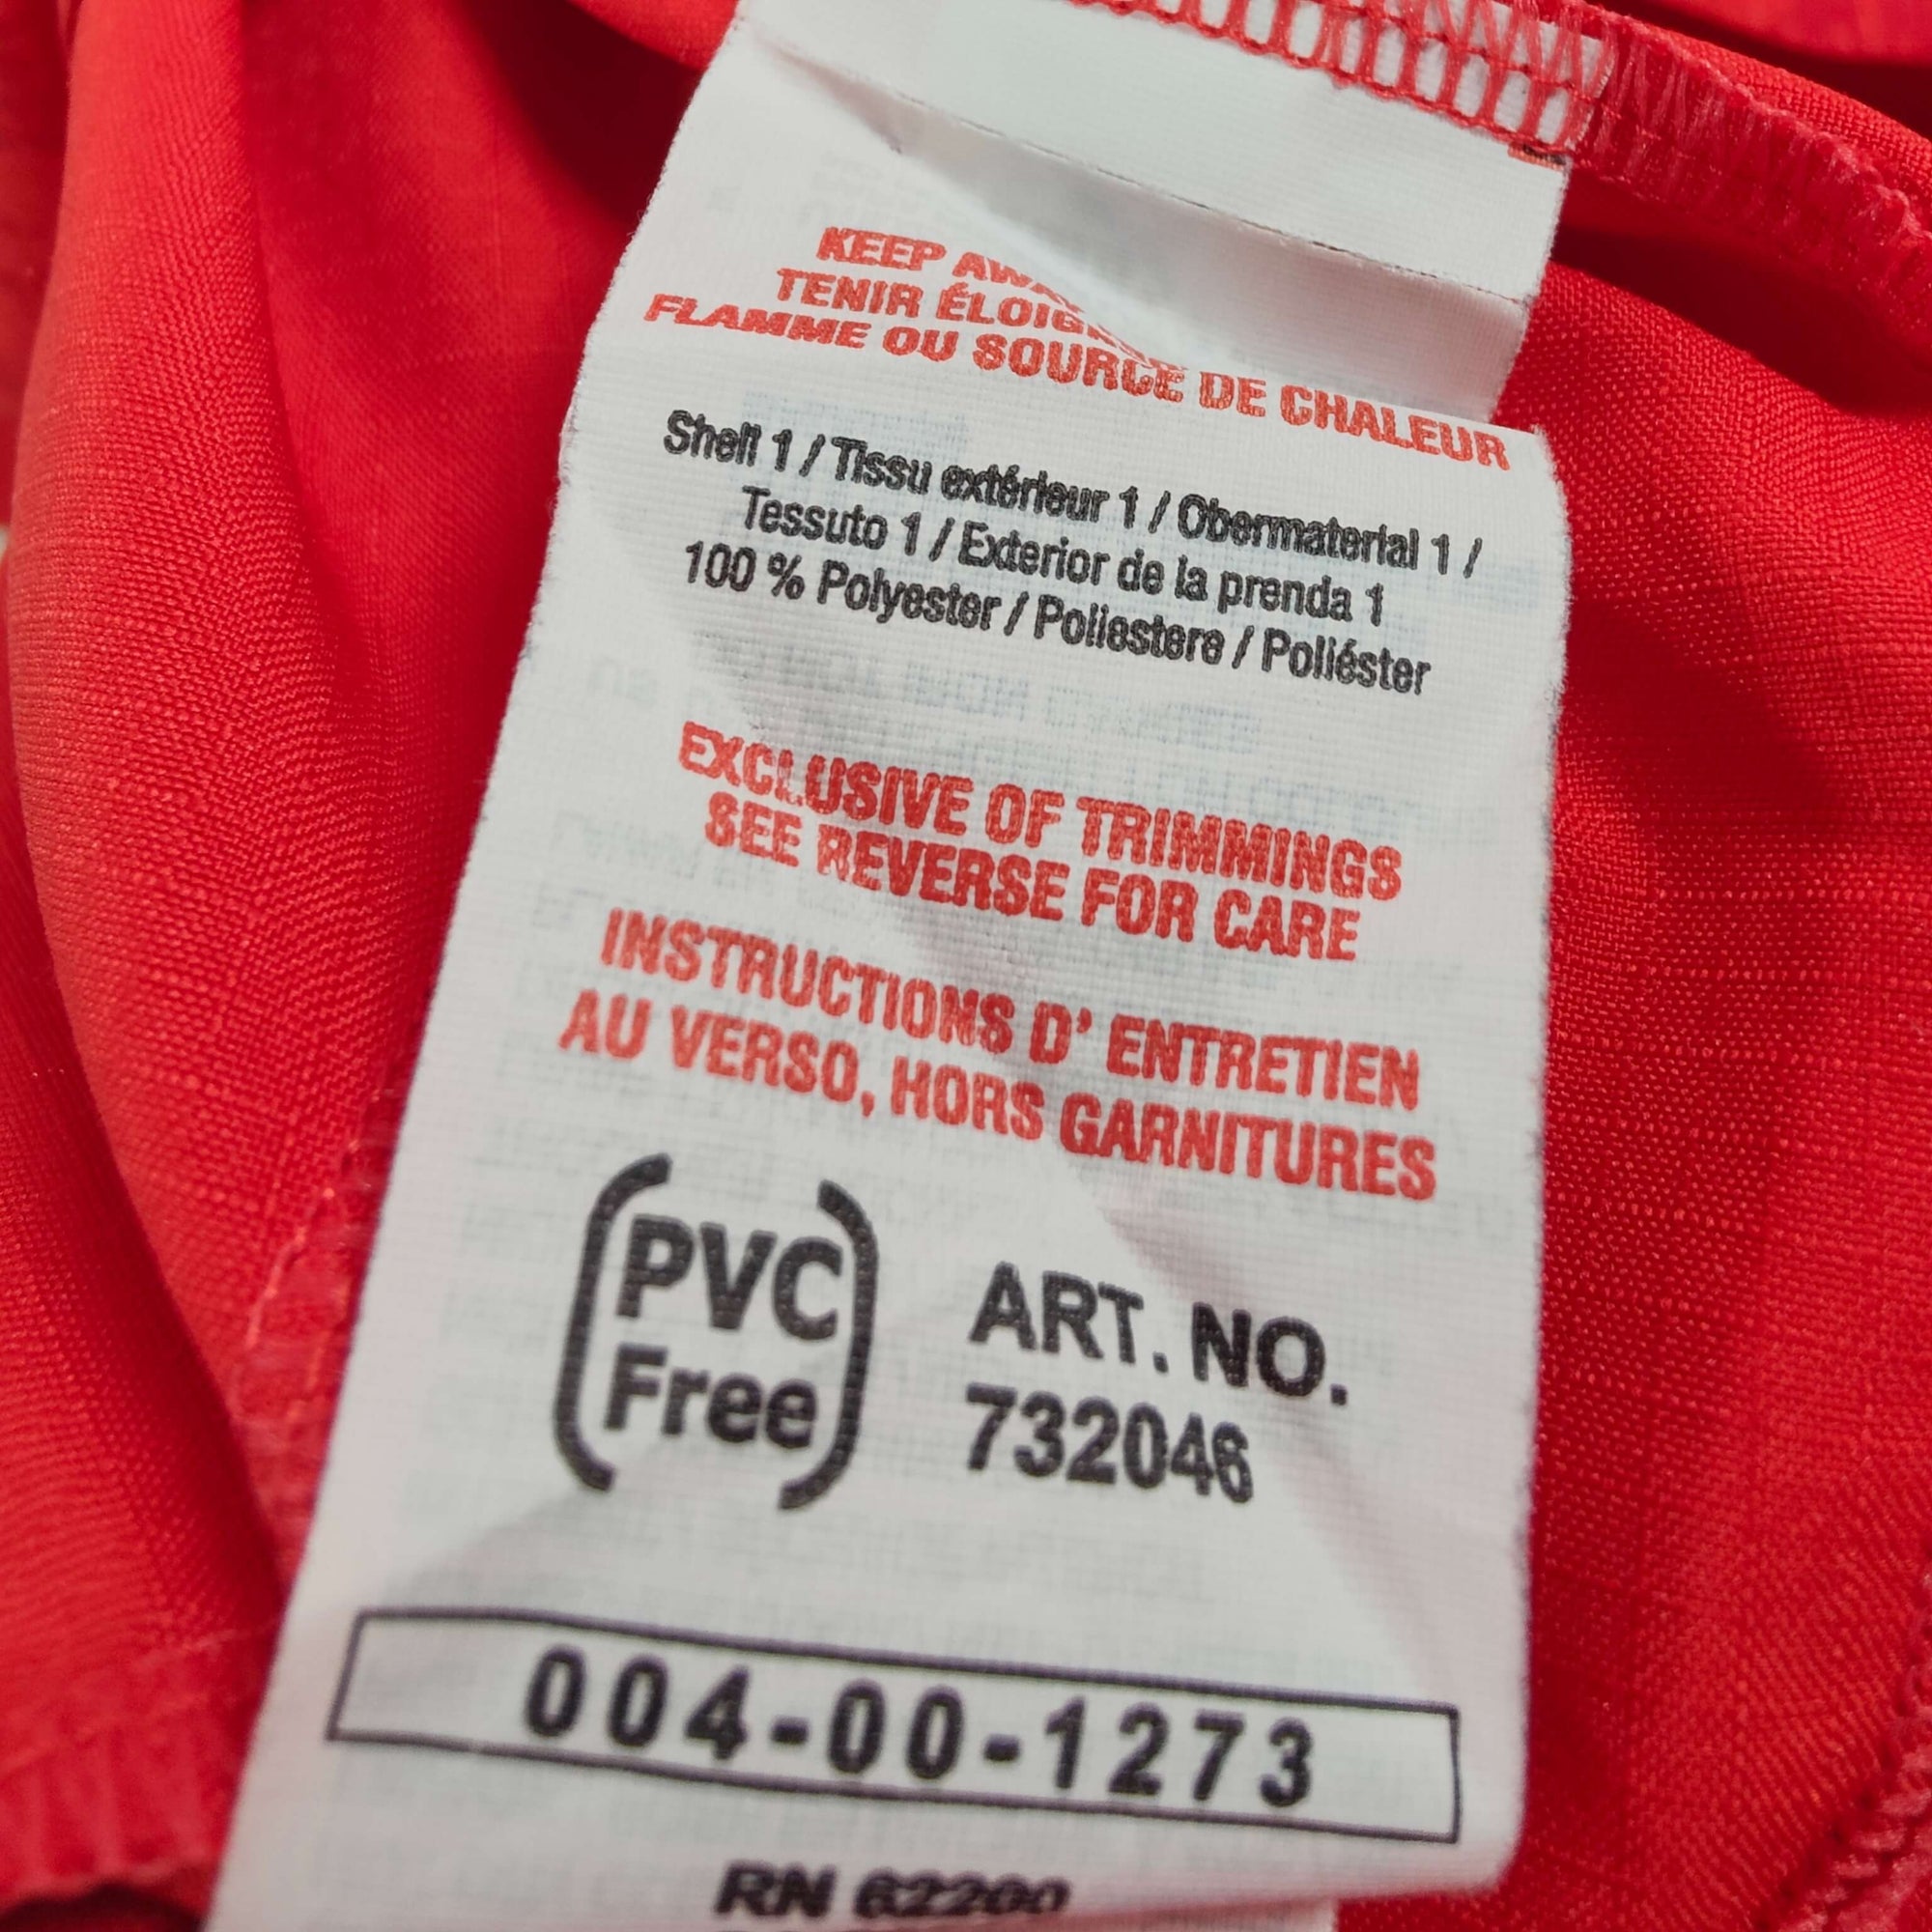 KEEP AWAY
TENIR ÉLOIG
FLAMME OU SOURCE DE CHALEUR
Shell 1 / Tissu extérieur 1 / Obermaterial 1 /
Tessuto 1 / Exterior de la prenda 1
100 % Polyester / Poliestere / Poliéster
EXCLUSIVE OF TRIMMINGS
SEE REVERSE FOR CARE
INSTRUCTIONS D' ENTRETIEN
AU VERSO, HORS GARNITURES
PVC
Free
ART. NO.
732046
004-00-1273
RN 62200